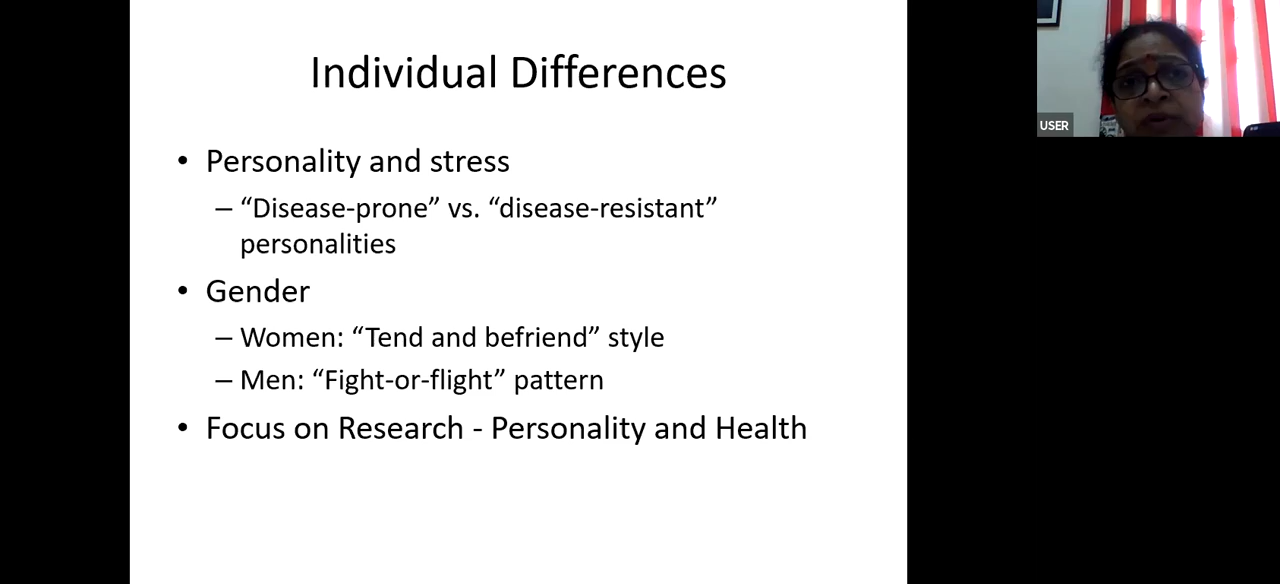 Individual Differences
• Personality and stress
– “Disease-prone” vs. “disease-resistant”
personalities
• Gender
– Women: “Tend and befriend” style
– Men: “Fight-or-flight” pattern
• Focus on Research - Personality and Health
USER